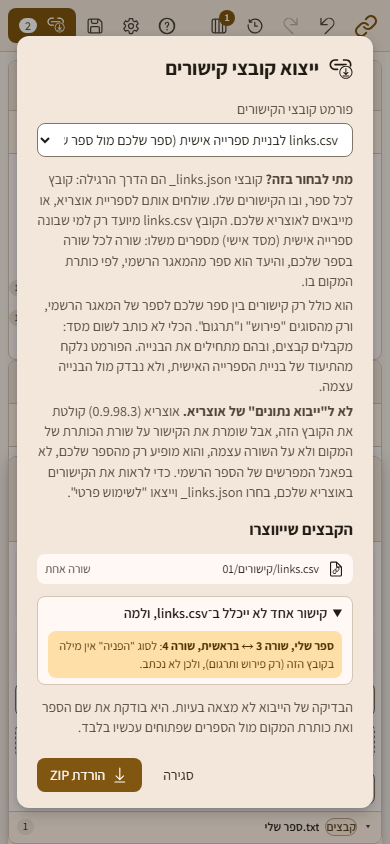 2
1
ייצוא קובצי קישורים
פורמט קובצי הקישורים
links.csv לבניית ספרייה אישית (ספר שלכם מול ספר
מתי לבחור בזה? קובצי links.json_ הם הדרך הרגילה: קובץ
לכל ספר, ובו הקישורים שלו. שולחים אותם לספריית אוצריא, או
מייבאים לאוצריא שלכם. הקובץ links.csv מיועד רק למי שבונה
ספרייה אישית (מסד אישי) מספרים משלו: שורה לכל שורה
בספר שלכם, והיעד הוא ספר מהמאגר הרשמי, לפי כותרת
המקום בו.
הוא כולל רק קישורים בין ספר שלכם לספר של המאגר הרשמי,
ורק מהסוגים "פירוש" ו"תרגום". הכלי לא כותב לשום מסד:
מקבלים קבצים, ובהם מתחילים את הבנייה. הפורמט נלקח
מהתיעוד של בניית הספרייה האישית, ולא נבדק מול הבנייה
עצמה.
לא ל"ייבוא נתונים" של אוצריא. אוצריא (0.9.98.3) קולטת
את הקובץ הזה, אבל שומרת את הקישור על שורת הכותרת של
המקום ולא על השורה עצמה, והוא מופיע רק מהספר שלכם, לא
בפאנל המפרשים של הספר הרשמי. כדי לראות את הקישורים
באוצריא שלכם, בחרו links.json_ וייצאו "לשימוש פרטי".
הקבצים שייווצרו
01/קישורים/links.csv
שורה אחת
קישור אחד לא ייכלל ב־links.csv, ולמה
ספר שלי, שורה 3 ↔ בראשית, שורה 4: לסוג "הפניה" אין מילה
בקובץ הזה (רק פירוש ותרגום), ולכן לא נכתב.
הבדיקה של הייבוא לא מצאה בעיות. היא בודקת את שם הספר
ואת כותרת המקום מול הספרים שפתוחים עכשיו בלבד.
סגירה
הורדת ZIP
קבצים
ספר שלי.txt
1